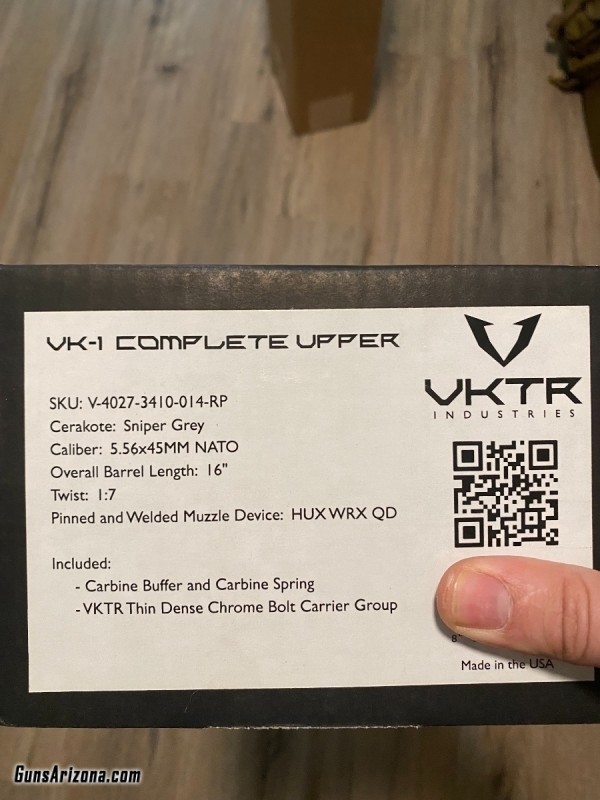 VK-1 COMPLETE UPPER
SKU: V-4027-3410-014-RP
Cerakote: Sniper Grey
Caliber: 5.56x45MM NATO
Overall Barrel Length: 16"
Twist: 1:7
Pinned and Welded Muzzle Device: HUXWRX QD
Included:
- Carbine Buffer and Carbine Spring
- VKTR Thin Dense Chrome Bolt Carrier Group
VKTR
INDUSTRIES
Made in the USA
GunsArizona.com